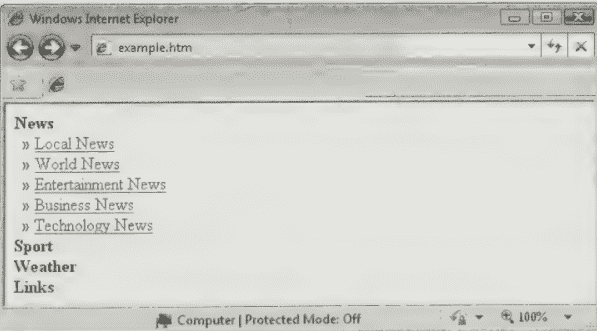 Windows Internet Explorer
example.htm
News
» Local News
» World News
» Entertainment News
» Business News
» Technology News
Sport
Weather
Links
Computer | Protected Mode: Off
100%